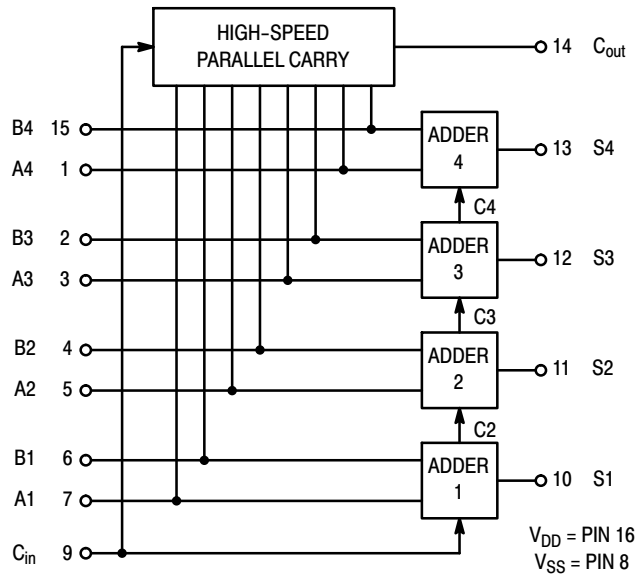 HIGH-SPEED
PARALLEL CARRY
14 Cout
B4 15
ADDER
4
13 S4
A4 1
C4
B3 2
ADDER
3
12 S3
A3 3
C3
B2 4
ADDER
2
11 S2
A2 5
C2
B1 6
ADDER
1
10 S1
A1 7
VDD = PIN 16
Cin 9
VSS = PIN 8